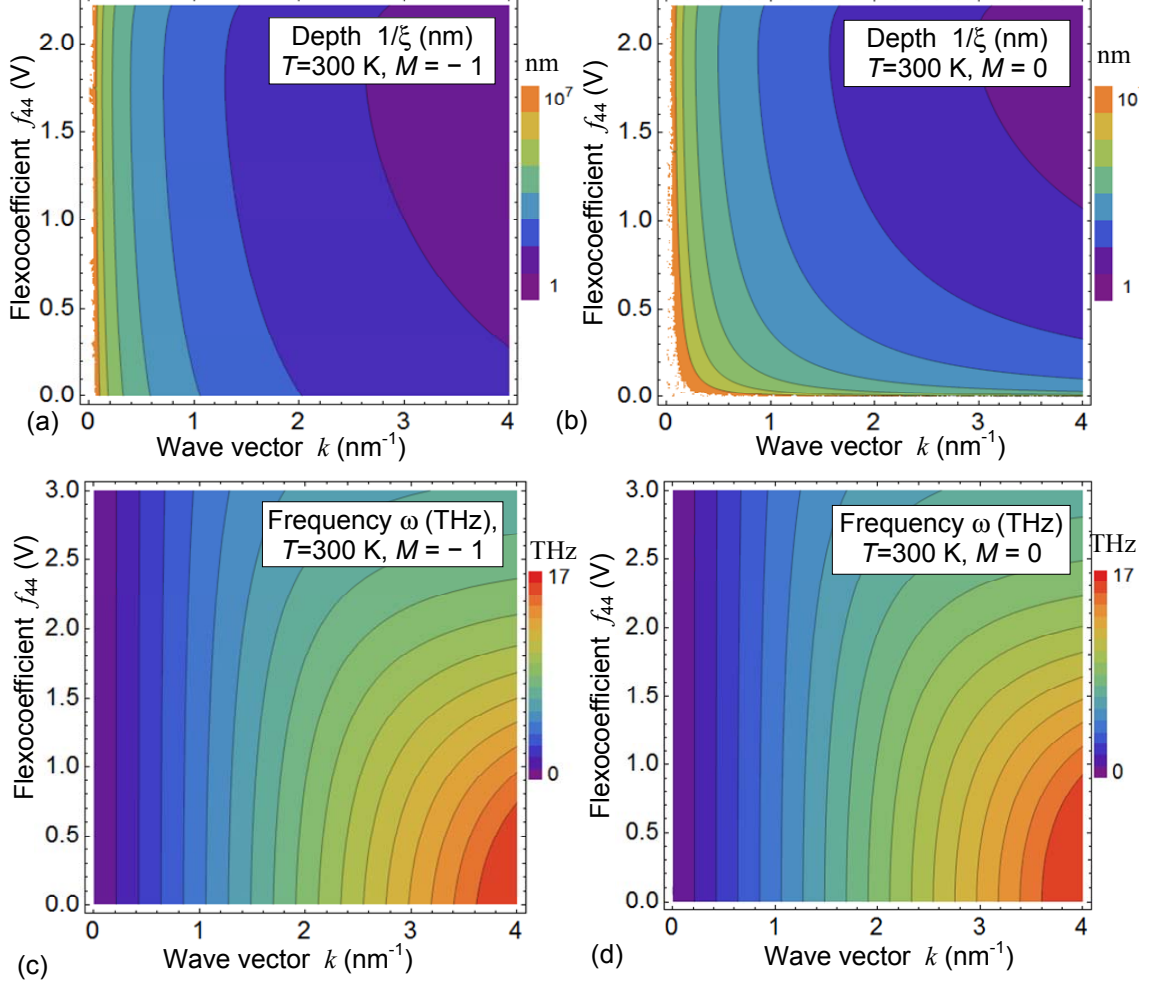 Depth 1/ξ (nm)
T=300 K, M = − 1
nm
10⁷
1
Flexocoefficient f₄₄ (V)
2.0
1.5
1.0
0.5
0.0
0 1 2 3 4
Wave vector k (nm⁻¹)
(a)
Depth 1/ξ (nm)
T=300 K, M = 0
nm
10
1
Flexocoefficient f₄₄ (V)
2.0
1.5
1.0
0.5
0.0
0 1 2 3 4
Wave vector k (nm⁻¹)
(b)
Frequency ω (THz),
T=300 K, M = − 1
THz
17
0
Flexocoefficient f₄₄ (V)
3.0
2.5
2.0
1.5
1.0
0.5
0.0
0 1 2 3 4
Wave vector k (nm⁻¹)
(c)
Frequency ω (THz)
T=300 K, M = 0
THz
17
0
Flexocoefficient f₄₄ (V)
3.0
2.5
2.0
1.5
1.0
0.5
0.0
0 1 2 3 4
Wave vector k (nm⁻¹)
(d)